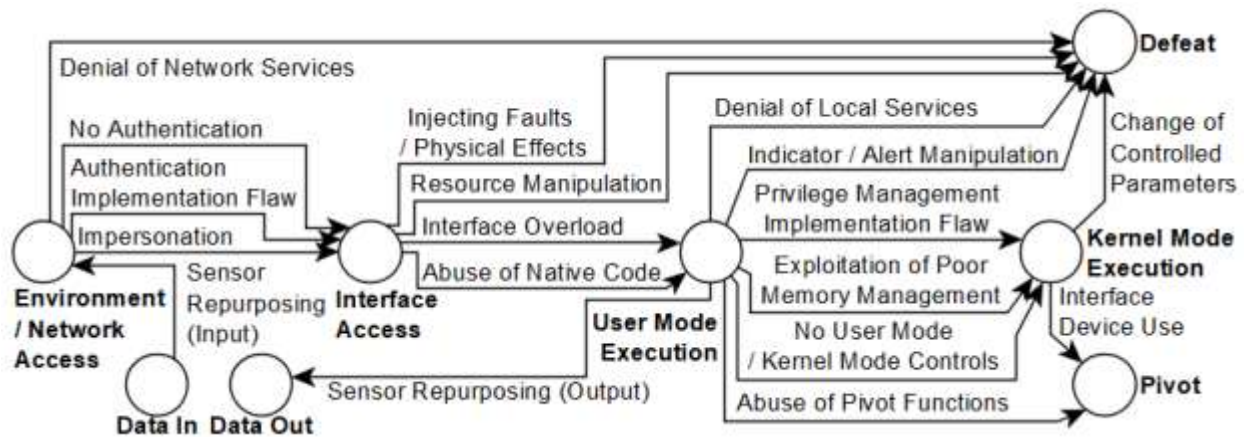 Defeat
Denial of Network Services
Injecting Faults
/ Physical Effects
Denial of Local Services
Change of
Controlled
Parameters
No Authentication
Authentication
Implementation Flaw
Resource Manipulation
Indicator / Alert Manipulation
Privilege Management
Implementation Flaw
Impersonation
Interface Overload
Kernel Mode
Execution
Sensor
Repurposing
(Input)
Abuse of Native Code
Exploitation of Poor
Memory Management
Environment
/ Network
Access
Interface
Access
User Mode
Execution
No User Mode
/ Kernel Mode Controls
Interface
Device Use
Sensor Repurposing (Output)
Abuse of Pivot Functions
Pivot
Data In
Data Out